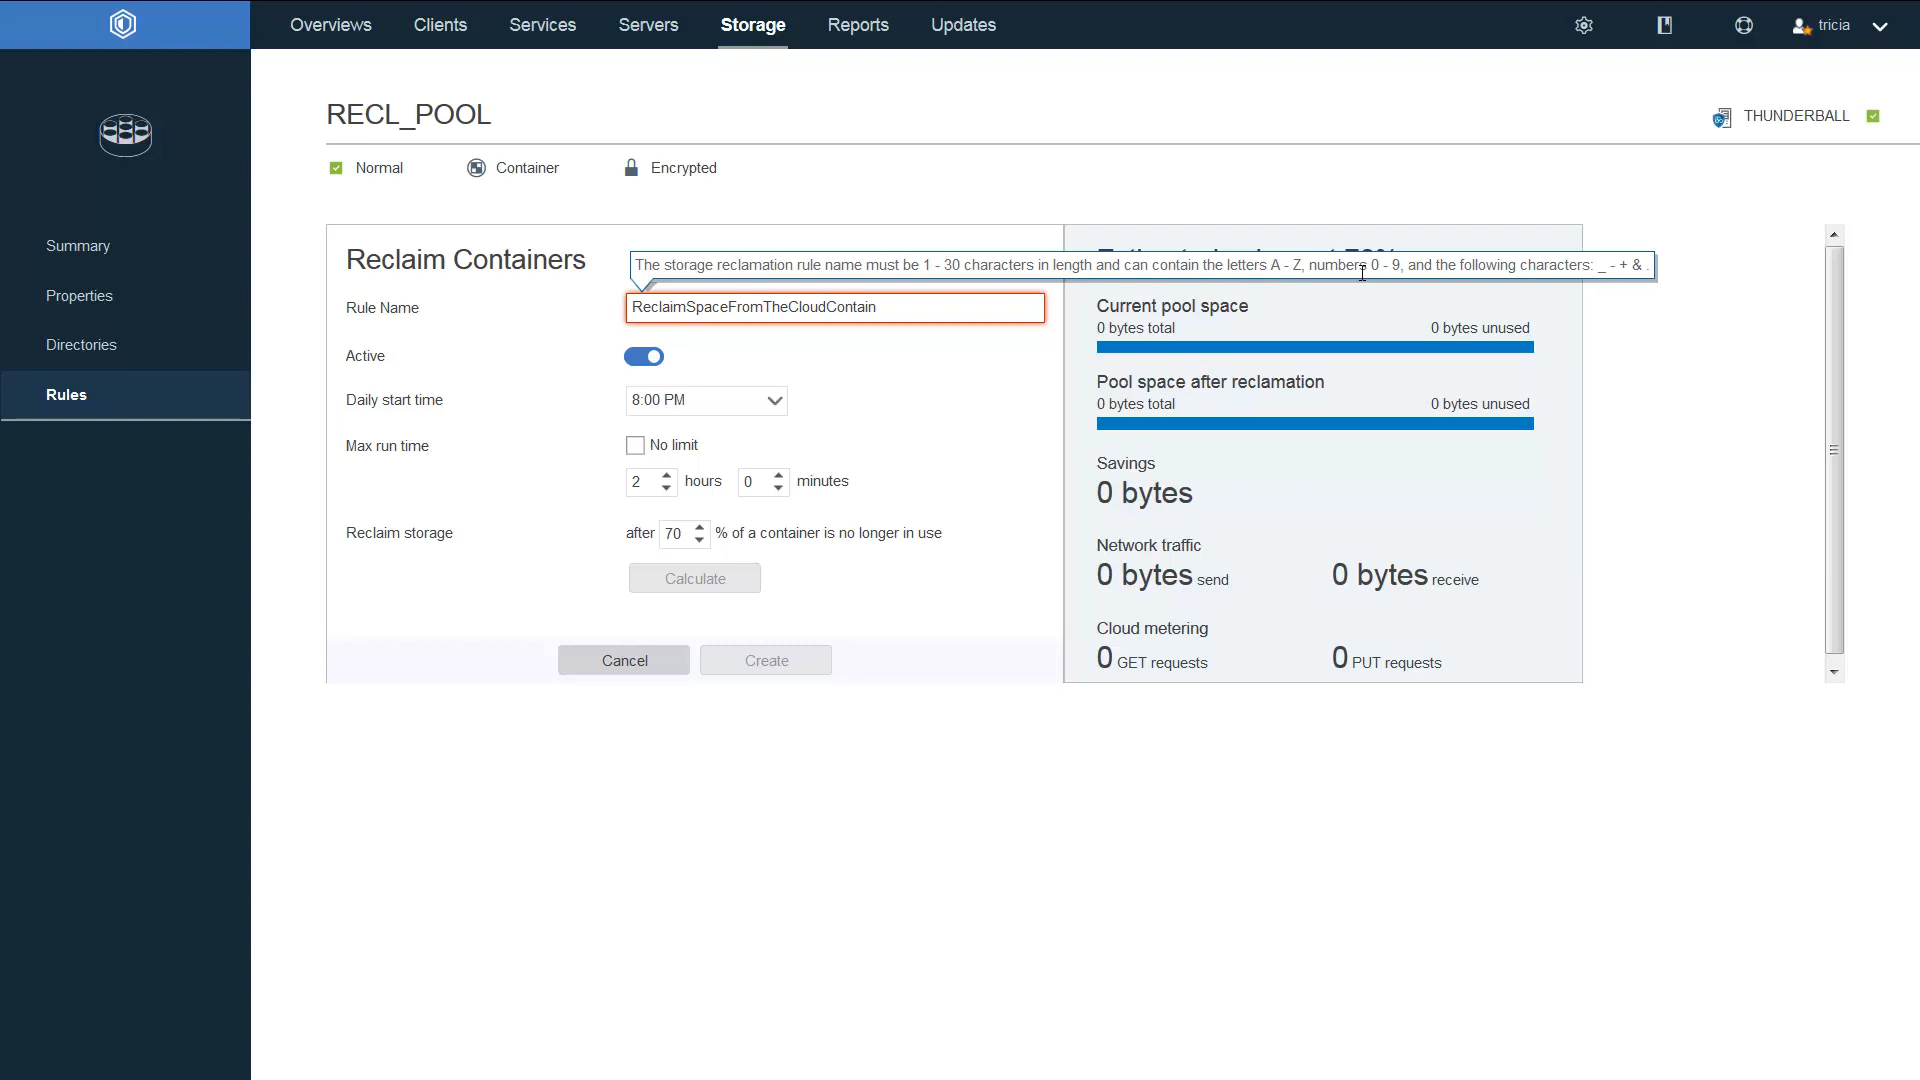 Overviews Clients Services Servers Storage Reports Updates tricia
RECL_POOL
THUNDERBALL
Normal Container Encrypted
Summary
Properties
Directories
Rules
Reclaim Containers
The storage reclamation rule name must be 1 - 30 characters in length and can contain the letters A - Z, numbers 0 - 9, and the following characters: _ - + & .
Rule Name ReclaimSpaceFromTheCloudContain
Active
Daily start time 8:00 PM
Max run time No limit
2 hours 0 minutes
Reclaim storage after 70 % of a container is no longer in use
Calculate
Cancel Create
Current pool space
0 bytes total 0 bytes unused
Pool space after reclamation
0 bytes total 0 bytes unused
Savings
0 bytes
Network traffic
0 bytes send 0 bytes receive
Cloud metering
0 GET requests 0 PUT requests